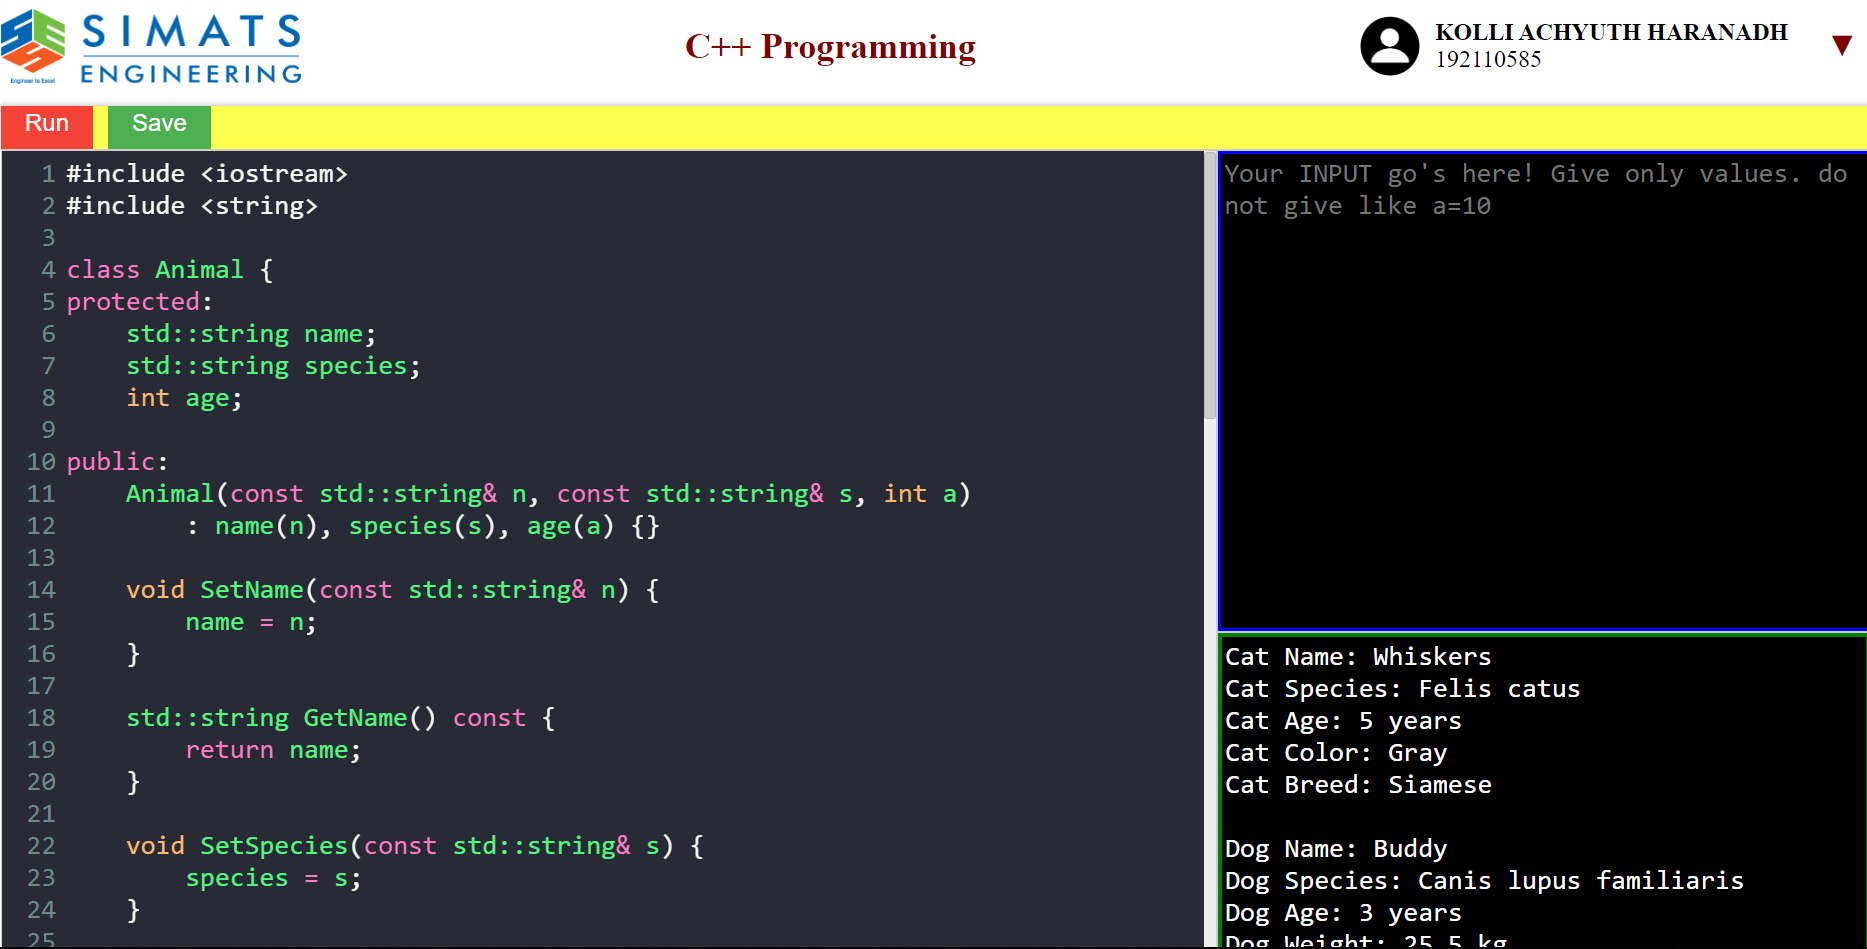 SIMATS
ENGINEERING
Engineer to Excel
C++ Programming
KOLLI ACHYUTH HARANADH
192110585
▼
Run
Save
1 #include <iostream>
2 #include <string>
3
4 class Animal {
5 protected:
6     std::string name;
7     std::string species;
8     int age;
9
10 public:
11     Animal(const std::string& n, const std::string& s, int a)
12         : name(n), species(s), age(a) {}
13
14     void SetName(const std::string& n) {
15         name = n;
16     }
17
18     std::string GetName() const {
19         return name;
20     }
21
22     void SetSpecies(const std::string& s) {
23         species = s;
24     }
25
Your INPUT go's here! Give only values. do
not give like a=10
Cat Name: Whiskers
Cat Species: Felis catus
Cat Age: 5 years
Cat Color: Gray
Cat Breed: Siamese

Dog Name: Buddy
Dog Species: Canis lupus familiaris
Dog Age: 3 years
Dog Weight: 25.5 kg